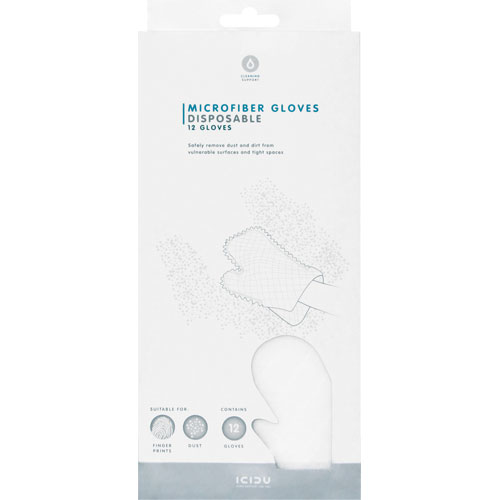 CLEANING
SUPPORT
MICROFIBER GLOVES
DISPOSABLE
12 GLOVES
Safely remove dust and dirt from
vulnerable surfaces and tight spaces
SUITABLE FOR
CONTAINS
12
FINGER
PRINTS
DUST
GLOVES
ICIDU